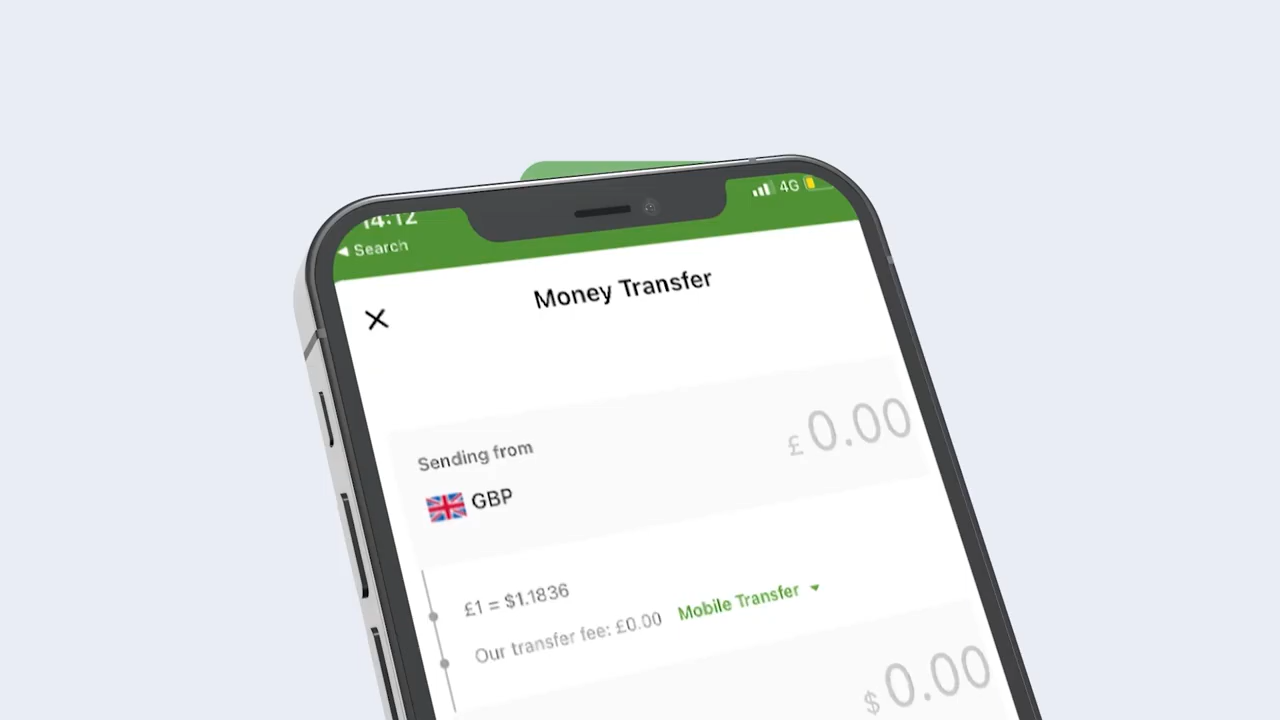 14:12
4G
◀ Search
Money Transfer
£0.00
Sending from
GBP
£1 = $1.1836
Our transfer fee: £0.00 Mobile Transfer
$0.00